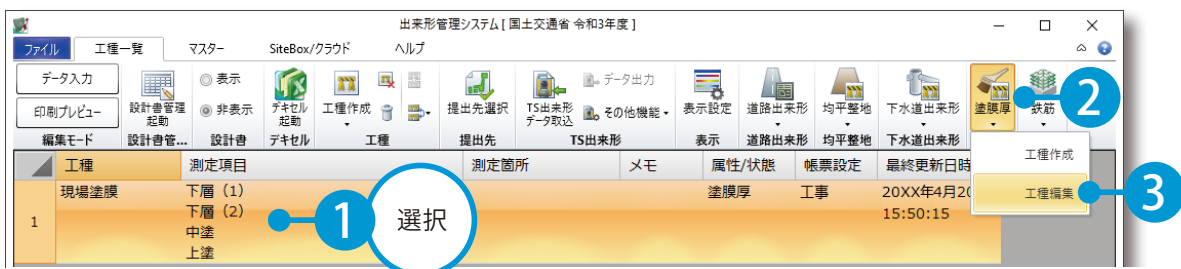 出来形管理システム [ 国土交通省 令和3年度 ]
ファイル 工種一覧 マスター SiteBox/クラウド ヘルプ
データ入力
印刷プレビュー
編集モード
設計書管理
起動
設計書管...
表示
非表示
設計書
デキセル
起動
デキセル
工種作成
工種
提出先選択
提出先
TS出来形
データ取込
データ出力
その他機能
TS出来形
表示設定
表示
道路出来形
道路出来形
均平整地
均平整地
下水道出来形
下水道出来形
塗膜厚
鉄筋
2
工種作成
工種編集
3
工種 測定項目 測定箇所 メモ 属性/状態 帳票設定 最終更新日時
1 現場塗膜 下層（1） 塗膜厚 工事 20XX年4月20
下層（2） 15:50:15
中塗
上塗
1
選択